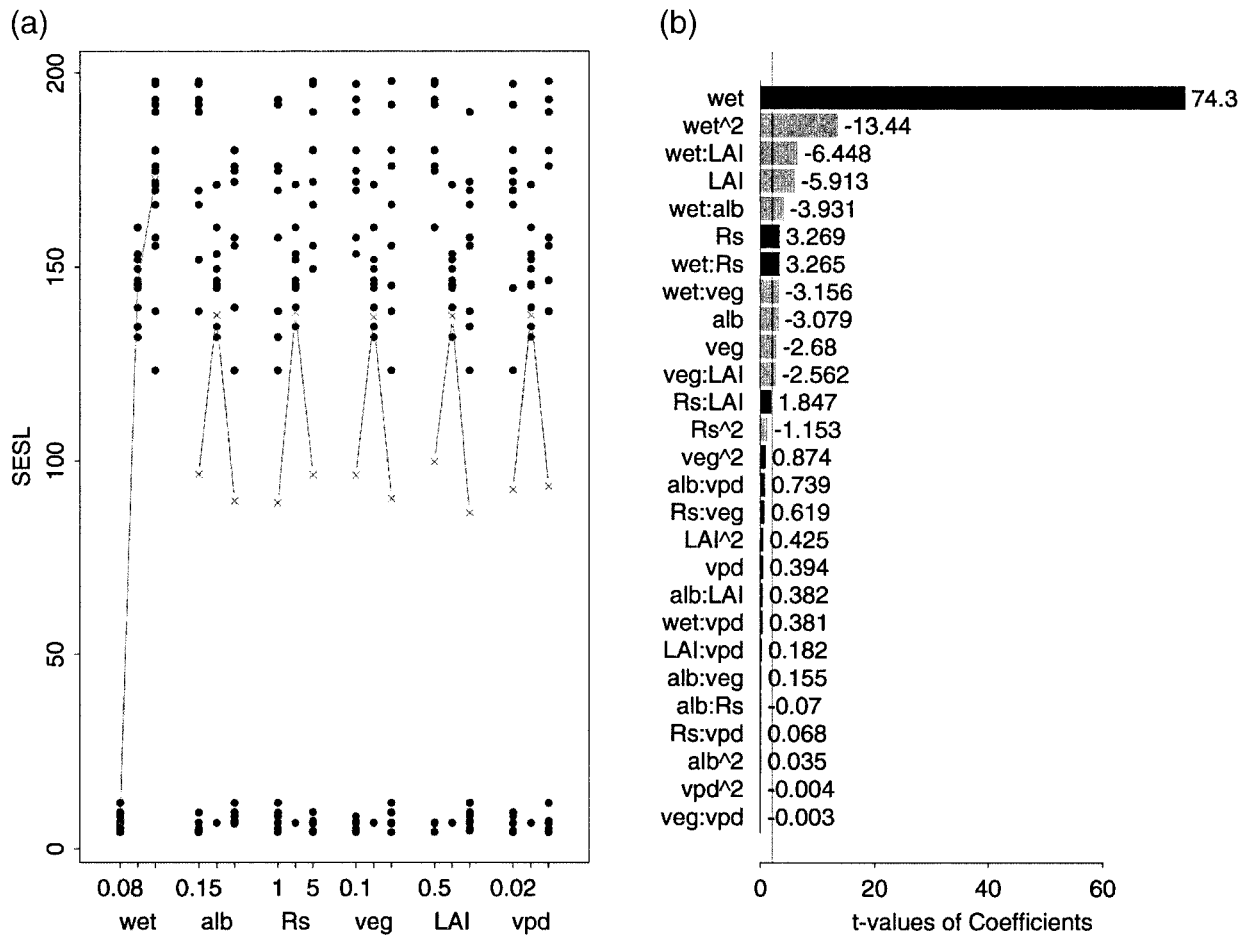 (a)
200
150
100
50
0
SESL
0.08 0.15 1 5 0.1 0.5 0.02
wet alb Rs veg LAI vpd
(b)
wet 74.3
wet^2 -13.44
wet:LAI -6.448
LAI -5.913
wet:alb -3.931
Rs 3.269
wet:Rs 3.265
wet:veg -3.156
alb -3.079
veg -2.68
veg:LAI -2.562
Rs:LAI 1.847
Rs^2 -1.153
veg^2 0.874
alb:vpd 0.739
Rs:veg 0.619
LAI^2 0.425
vpd 0.394
alb:LAI 0.382
wet:vpd 0.381
LAI:vpd 0.182
alb:veg 0.155
alb:Rs -0.07
Rs:vpd 0.068
alb^2 0.035
vpd^2 -0.004
veg:vpd -0.003
0 20 40 60
t-values of Coefficients